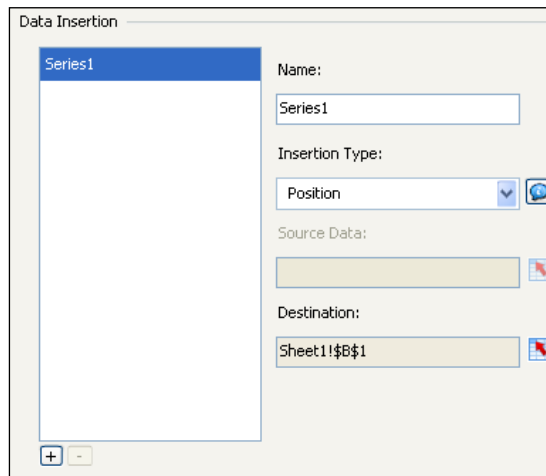 Data Insertion
Series1
Name:
Series1
Insertion Type:
Position
Source Data:
Destination:
Sheet1!$B$1
+ -